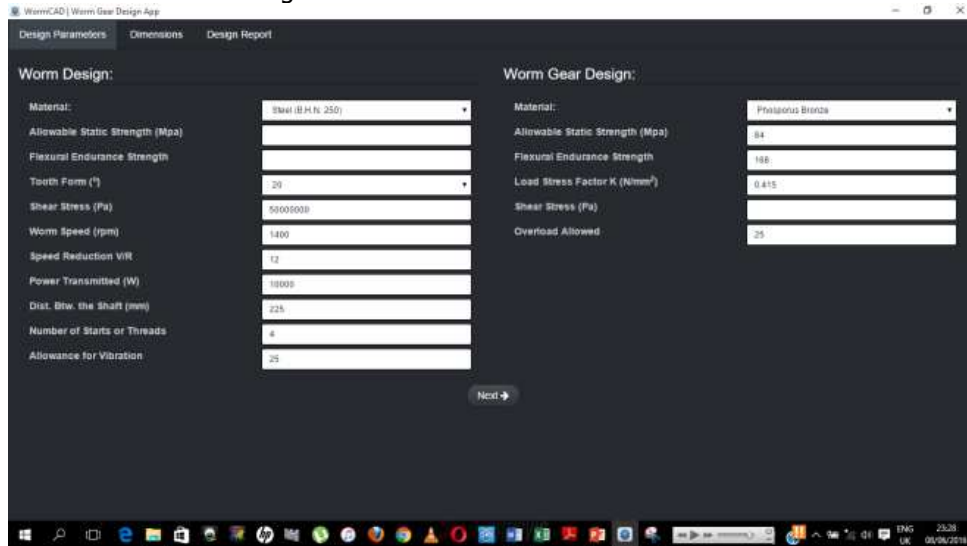 WormCAD | Worm Gear Design App
Design Parameters Dimensions Design Report
Worm Design:
Material: Steel (B.H.N. 250)
Allowable Static Strength (Mpa)
Flexural Endurance Strength
Tooth Form (º) 20
Shear Stress (Pa) 50000000
Worm Speed (rpm) 1400
Speed Reduction V/R 12
Power Transmitted (W) 10000
Dist. Btw. the Shaft (mm) 225
Number of Starts or Threads 4
Allowance for Vibration 25
Worm Gear Design:
Material: Phosporus Bronze
Allowable Static Strength (Mpa) 84
Flexural Endurance Strength 168
Load Stress Factor K (N/mm²) 0.415
Shear Stress (Pa)
Overload Allowed 25
Next
ENG
UK
23:28
08/06/2018